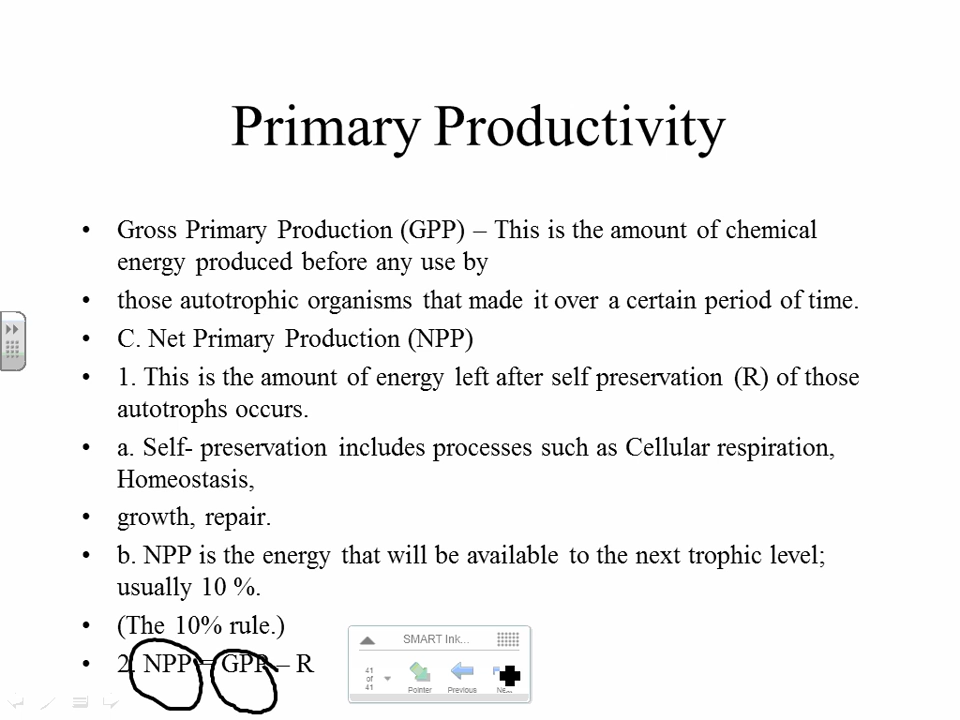 Primary Productivity
• Gross Primary Production (GPP) – This is the amount of chemical
energy produced before any use by
• those autotrophic organisms that made it over a certain period of time.
• C. Net Primary Production (NPP)
• 1. This is the amount of energy left after self preservation (R) of those
autotrophs occurs.
• a. Self- preservation includes processes such as Cellular respiration,
Homeostasis,
• growth, repair.
• b. NPP is the energy that will be available to the next trophic level;
usually 10 %.
• (The 10% rule.)
• 2. NPP = GPP – R
SMART Ink...
41
of
41
Pointer Previous